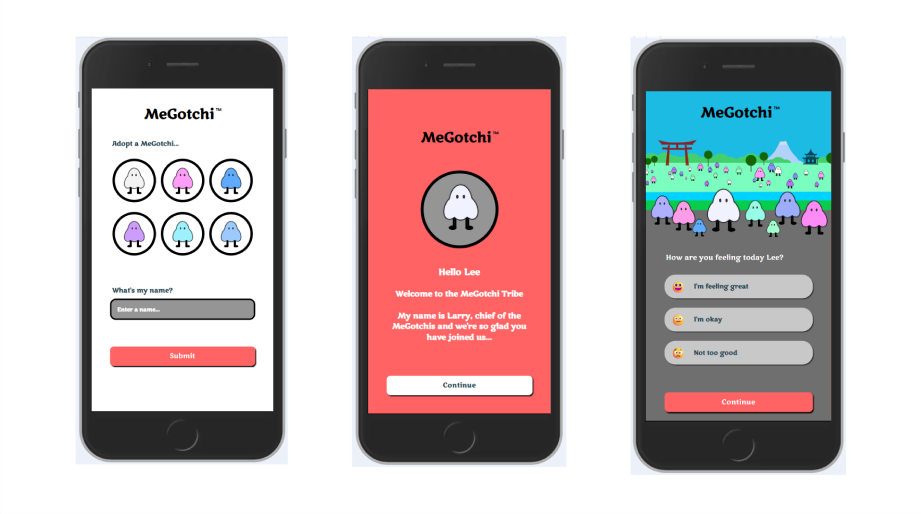 MeGotchi™
Adopt a MeGotchi...
What's my name?
Enter a name...
Submit
MeGotchi™
Hello Lee
Welcome to the MeGotchi Tribe
My name is Larry, chief of the
MeGotchis and we're so glad you
have joined us...
Continue
MeGotchi™
How are you feeling today Lee?
I'm feeling great
I'm okay
Not too good
Continue